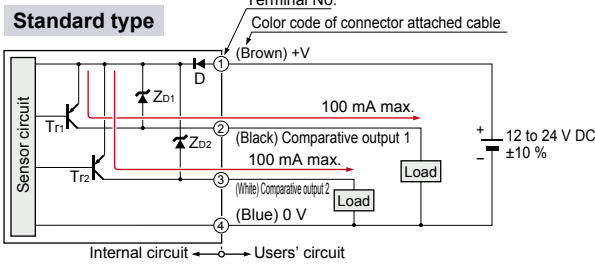 Terminal No.
Standard type
Color code of connector attached cable
1
(Brown) +V
D
ZD1
100 mA max.
Tr1
2
(Black) Comparative output 1
+
12 to 24 V DC
±10 %
−
Sensor circuit
ZD2
100 mA max.
Load
Tr2
3
(White) Comparative output 2
Load
(Blue) 0 V
4
Internal circuit
Users' circuit